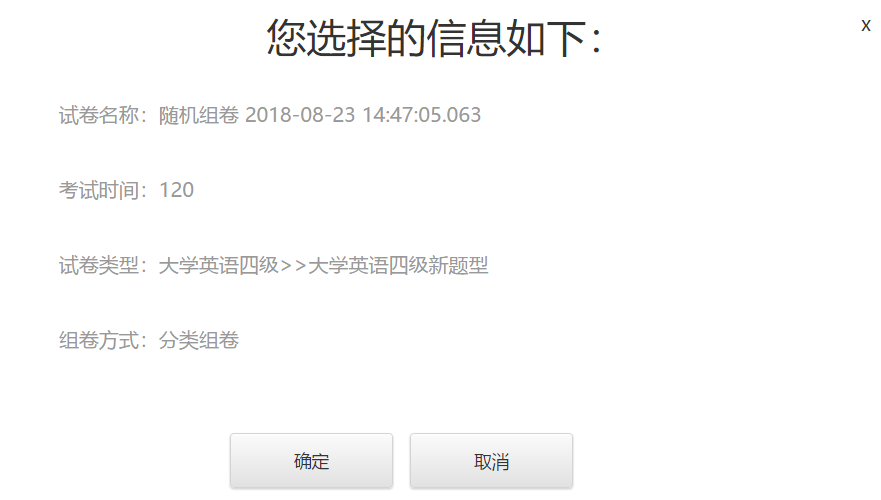 您选择的信息如下：
x
试卷名称：随机组卷 2018-08-23 14:47:05.063
考试时间：120
试卷类型：大学英语四级>>大学英语四级新题型
组卷方式：分类组卷
确定
取消